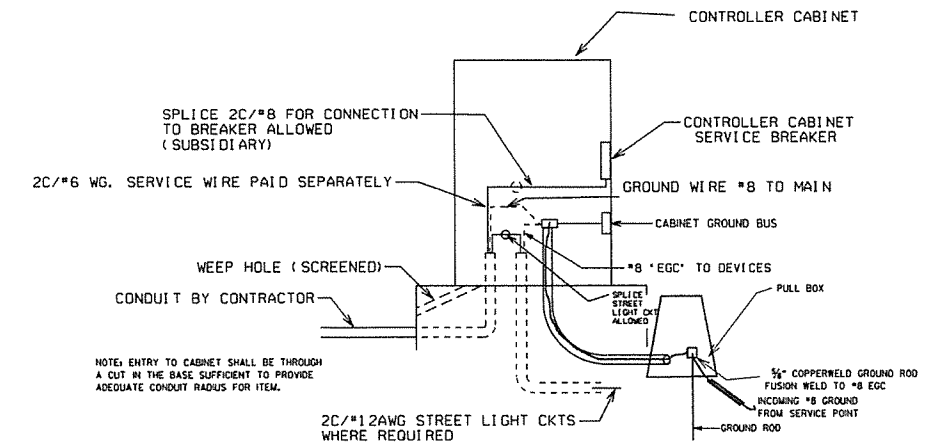 CONTROLLER CABINET
SPLICE 2C/#8 FOR CONNECTION
TO BREAKER ALLOWED
(SUBSIDIARY)
CONTROLLER CABINET
SERVICE BREAKER
2C/#6 WG. SERVICE WIRE PAID SEPARATELY
GROUND WIRE #8 TO MAIN
CABINET GROUND BUS
WEEP HOLE (SCREENED)
#8 "EGC" TO DEVICES
CONDUIT BY CONTRACTOR
SPLICE
STREET
LIGHT CKT
ALLOWED
PULL BOX
NOTE: ENTRY TO CABINET SHALL BE THROUGH
A CUT IN THE BASE SUFFICIENT TO PROVIDE
ADEQUATE CONDUIT RADIUS FOR ITEM.
5/8" COPPERWELD GROUND ROD
FUSION WELD TO #8 EGC
INCOMING #8 GROUND
FROM SERVICE POINT
2C/#12AWG STREET LIGHT CKTS
WHERE REQUIRED
GROUND ROD